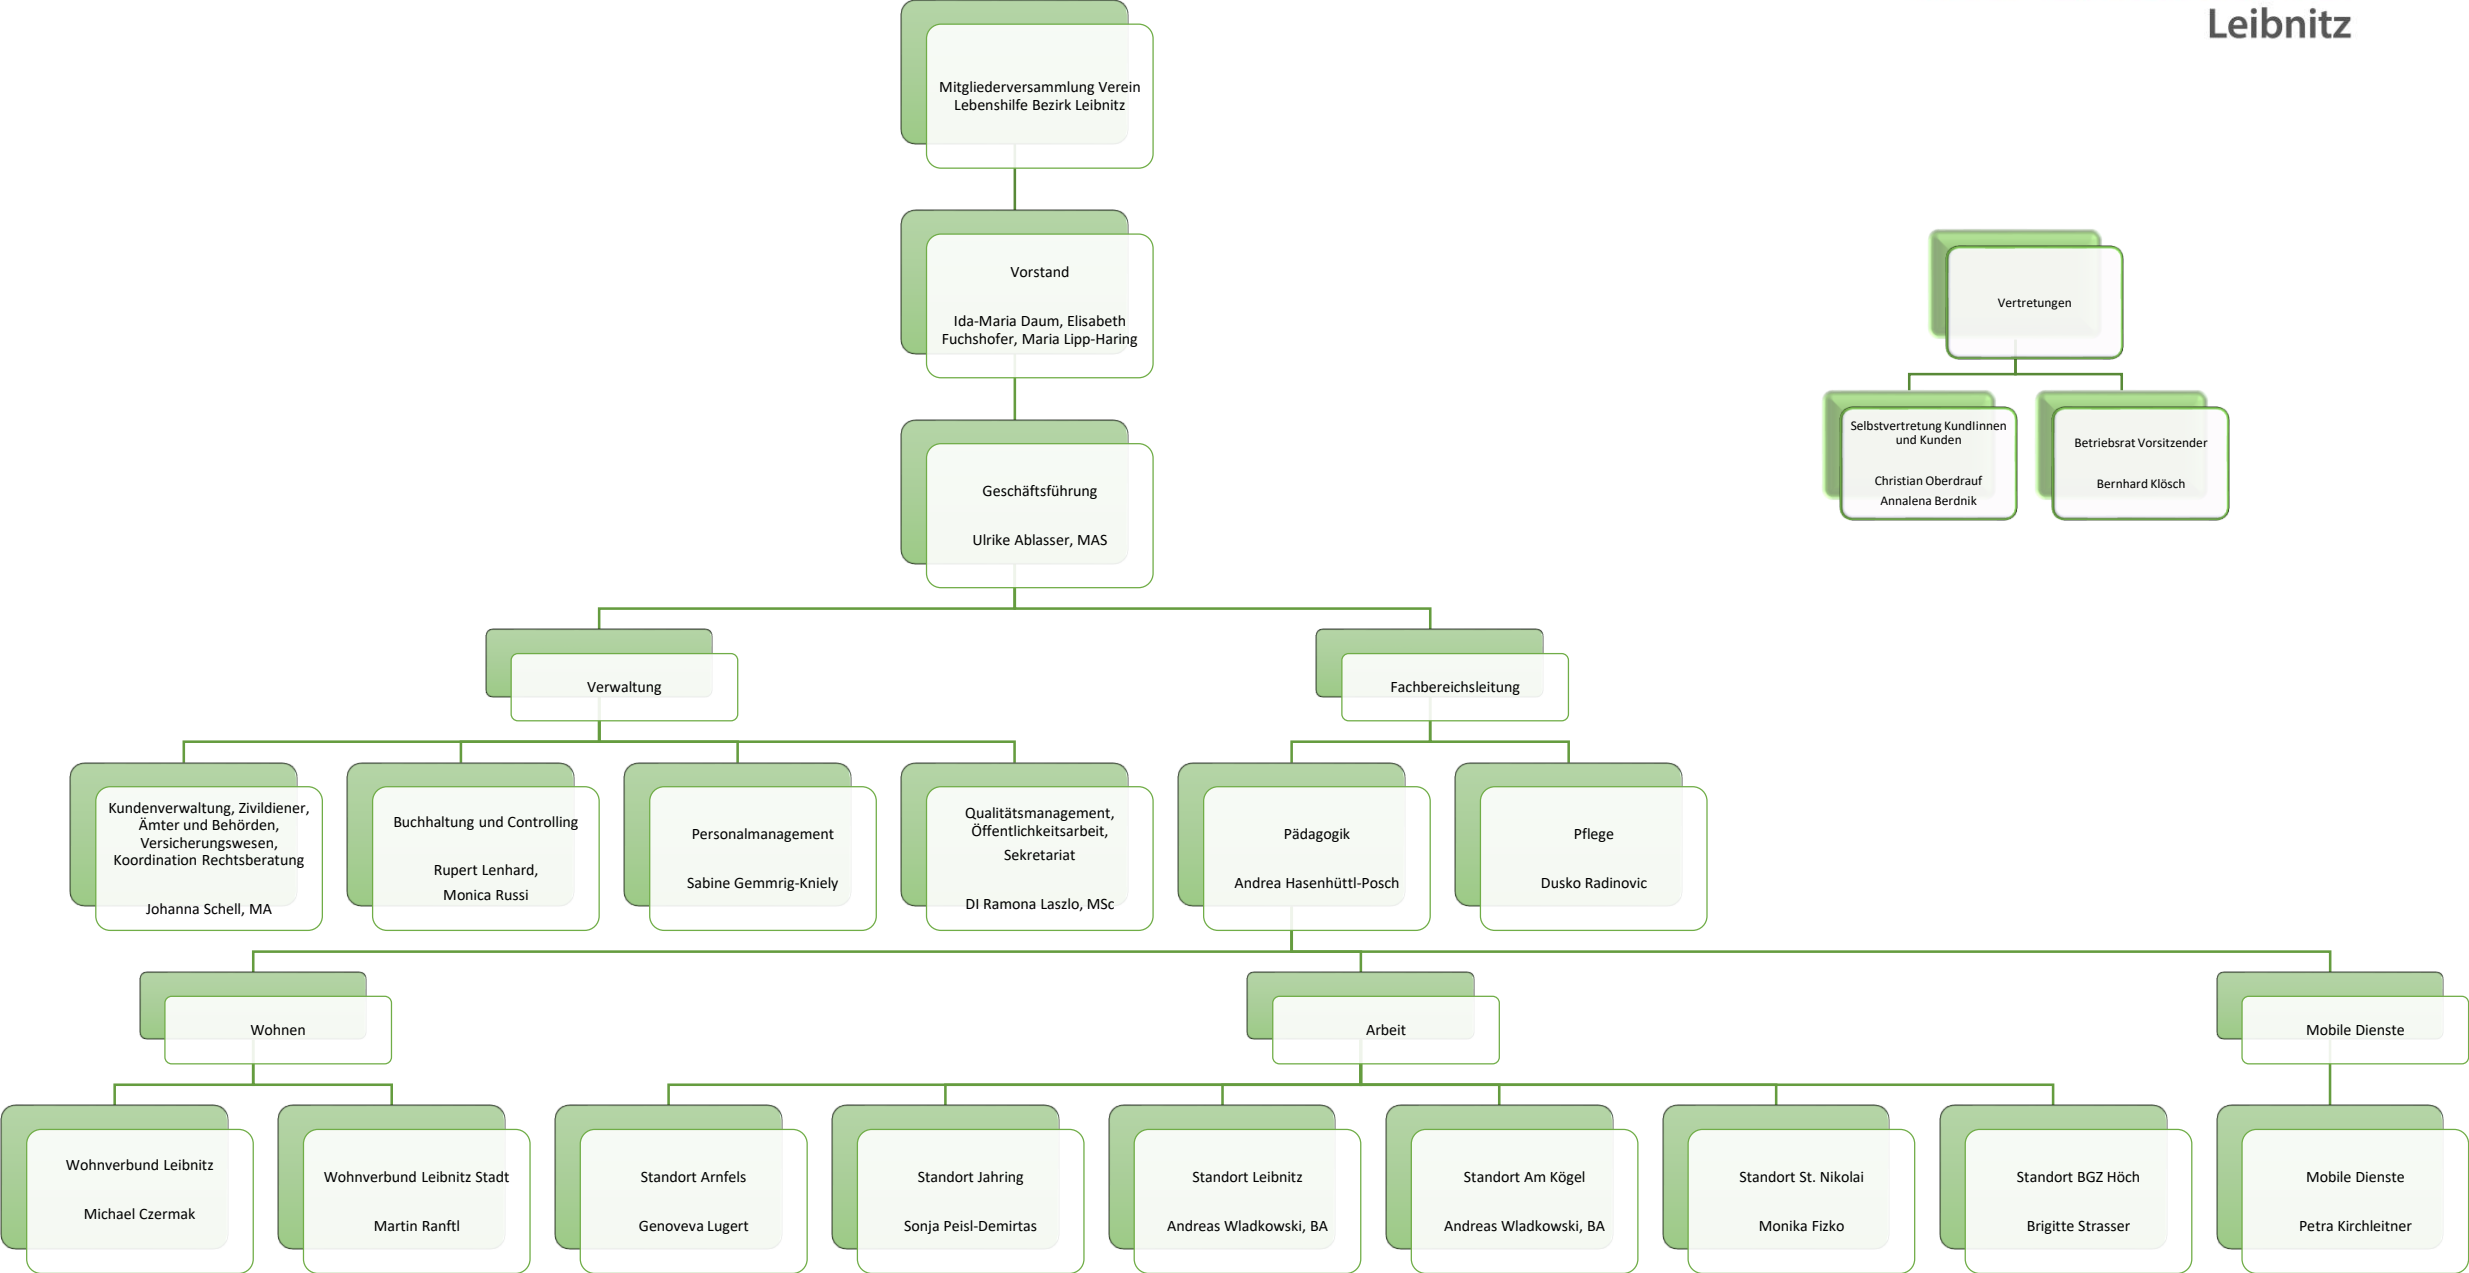 Leibnitz
Mitgliederversammlung Verein
Lebenshilfe Bezirk Leibnitz
Vorstand
Ida-Maria Daum, Elisabeth
Fuchshofer, Maria Lipp-Haring
Vertretungen
Selbstvertretung KundIinnen
und Kunden
Christian Oberdrauf
Annalena Berdnik
Betriebsrat Vorsitzender
Bernhard Klösch
Geschäftsführung
Ulrike Ablasser, MAS
Verwaltung
Fachbereichsleitung
Kundenverwaltung, Zivildiener,
Ämter und Behörden,
Versicherungswesen,
Koordination Rechtsberatung
Johanna Schell, MA
Buchhaltung und Controlling
Rupert Lenhard,
Monica Russi
Personalmanagement
Sabine Gemmrig-Kniely
Qualitätsmanagement,
Öffentlichkeitsarbeit,
Sekretariat
DI Ramona Laszlo, MSc
Pädagogik
Andrea Hasenhüttl-Posch
Pflege
Dusko Radinovic
Wohnen
Arbeit
Mobile Dienste
Wohnverbund Leibnitz
Michael Czermak
Wohnverbund Leibnitz Stadt
Martin Ranftl
Standort Arnfels
Genoveva Lugert
Standort Jahring
Sonja Peisl-Demirtas
Standort Leibnitz
Andreas Wladkowski, BA
Standort Am Kögel
Andreas Wladkowski, BA
Standort St. Nikolai
Monika Fizko
Standort BGZ Höch
Brigitte Strasser
Mobile Dienste
Petra Kirchleitner